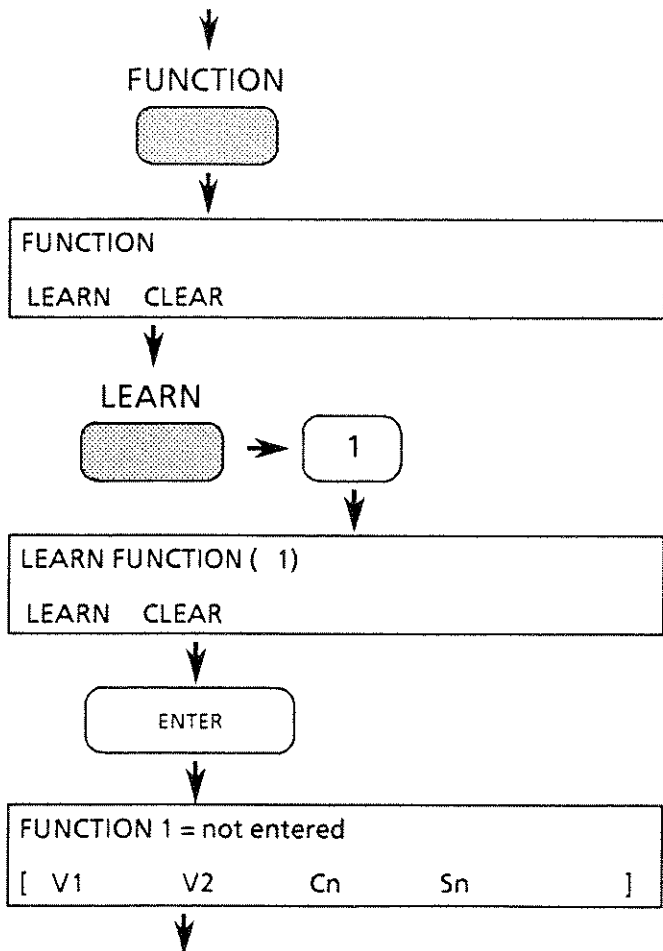 FUNCTION
FUNCTION
LEARN CLEAR
LEARN
1
LEARN FUNCTION ( 1)
LEARN CLEAR
ENTER
FUNCTION 1 = not entered
[ V1 V2 Cn Sn ]